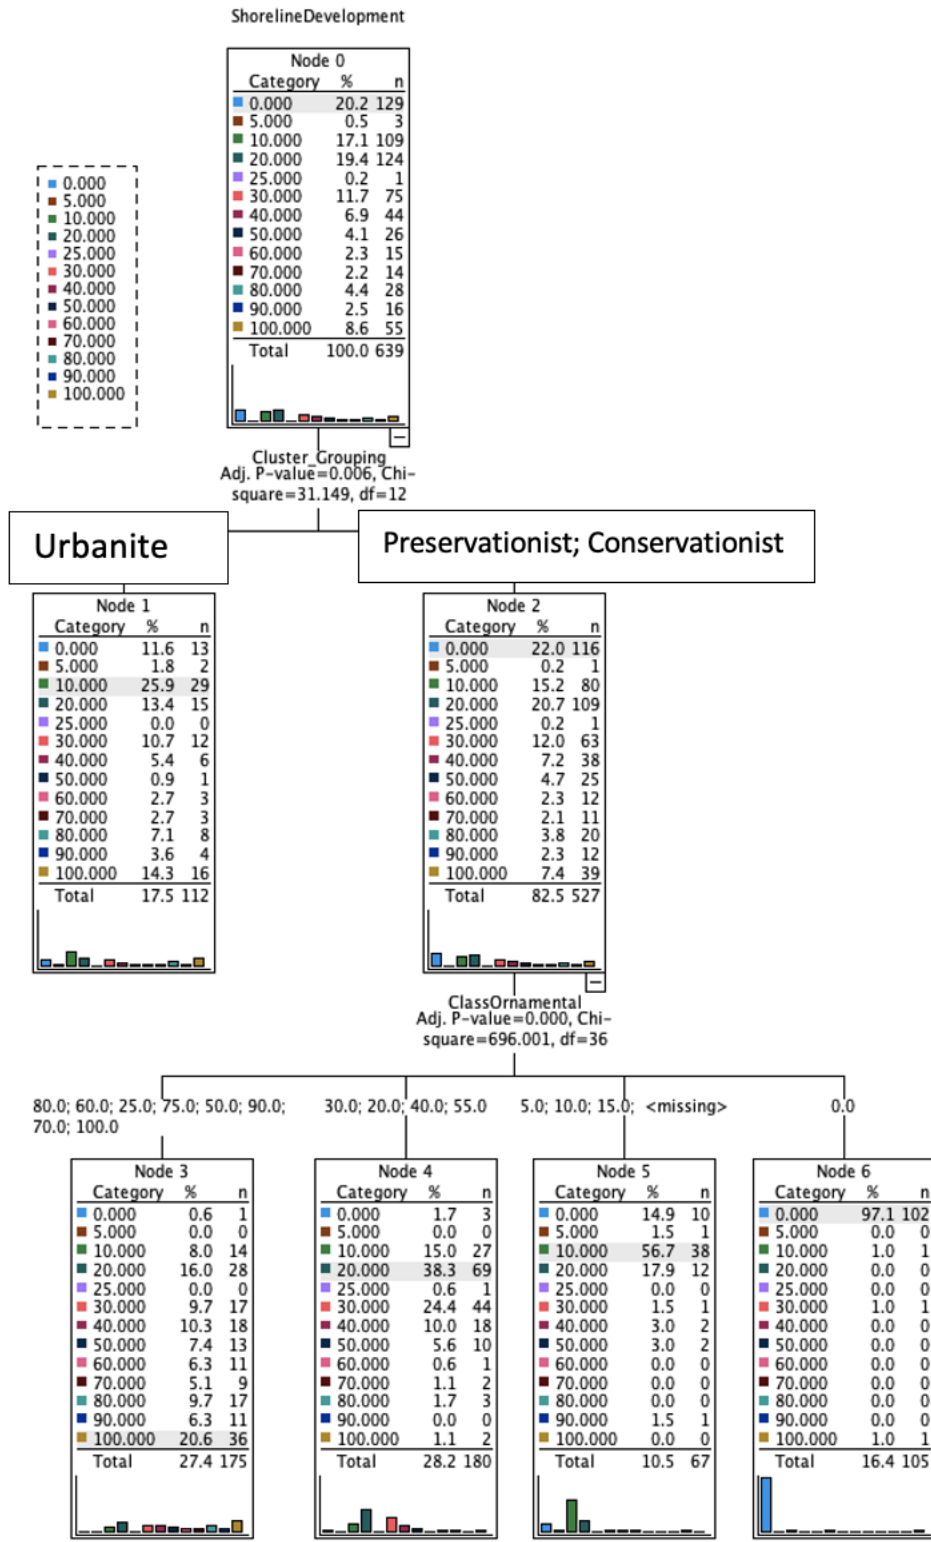 ShorelineDevelopment
Node 0
Category % n
0.000 20.2 129
5.000 0.5 3
10.000 17.1 109
20.000 19.4 124
25.000 0.2 1
30.000 11.7 75
40.000 6.9 44
50.000 4.1 26
60.000 2.3 15
70.000 2.2 14
80.000 4.4 28
90.000 2.5 16
100.000 8.6 55
Total 100.0 639
0.000
5.000
10.000
20.000
25.000
30.000
40.000
50.000
60.000
70.000
80.000
90.000
100.000
Cluster_Grouping
Adj. P-value=0.006, Chi-
square=31.149, df=12
Urbanite
Preservationist; Conservationist
Node 1
Category % n
0.000 11.6 13
5.000 1.8 2
10.000 25.9 29
20.000 13.4 15
25.000 0.0 0
30.000 10.7 12
40.000 5.4 6
50.000 0.9 1
60.000 2.7 3
70.000 2.7 3
80.000 7.1 8
90.000 3.6 4
100.000 14.3 16
Total 17.5 112
Node 2
Category % n
0.000 22.0 116
5.000 0.2 1
10.000 15.2 80
20.000 20.7 109
25.000 0.2 1
30.000 12.0 63
40.000 7.2 38
50.000 4.7 25
60.000 2.3 12
70.000 2.1 11
80.000 3.8 20
90.000 2.3 12
100.000 7.4 39
Total 82.5 527
ClassOrnamental
Adj. P-value=0.000, Chi-
square=696.001, df=36
80.0; 60.0; 25.0; 75.0; 50.0; 90.0;
70.0; 100.0
30.0; 20.0; 40.0; 55.0
5.0; 10.0; 15.0; <missing>
0.0
Node 3
Category % n
0.000 0.6 1
5.000 0.0 0
10.000 8.0 14
20.000 16.0 28
25.000 0.0 0
30.000 9.7 17
40.000 10.3 18
50.000 7.4 13
60.000 6.3 11
70.000 5.1 9
80.000 9.7 17
90.000 6.3 11
100.000 20.6 36
Total 27.4 175
Node 4
Category % n
0.000 1.7 3
5.000 0.0 0
10.000 15.0 27
20.000 38.3 69
25.000 0.6 1
30.000 24.4 44
40.000 10.0 18
50.000 5.6 10
60.000 0.6 1
70.000 1.1 2
80.000 1.7 3
90.000 0.0 0
100.000 1.1 2
Total 28.2 180
Node 5
Category % n
0.000 14.9 10
5.000 1.5 1
10.000 56.7 38
20.000 17.9 12
25.000 0.0 0
30.000 1.5 1
40.000 3.0 2
50.000 3.0 2
60.000 0.0 0
70.000 0.0 0
80.000 0.0 0
90.000 1.5 1
100.000 0.0 0
Total 10.5 67
Node 6
Category % n
0.000 97.1 102
5.000 0.0 0
10.000 1.0 1
20.000 0.0 0
25.000 0.0 0
30.000 1.0 1
40.000 0.0 0
50.000 0.0 0
60.000 0.0 0
70.000 0.0 0
80.000 0.0 0
90.000 0.0 0
100.000 1.0 1
Total 16.4 105